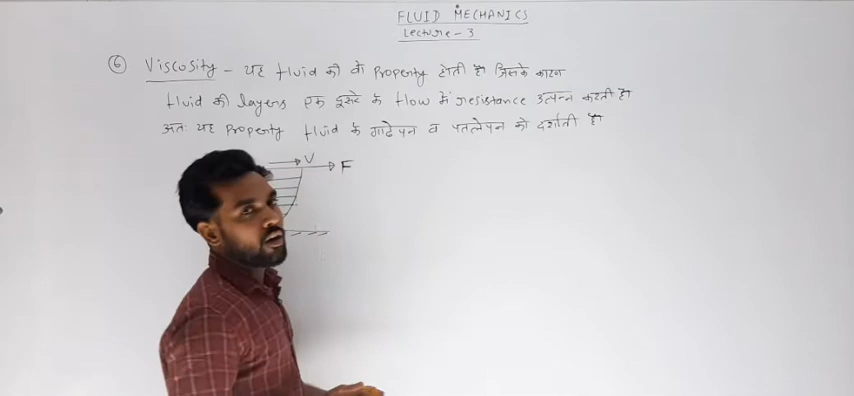 FLUID MECHANICS
Lecture - 3
⑥ Viscosity - यह fluid की वो Property होती है। जिसके कारण
fluid की layers एक दूसरे के flow में resistance उत्पन्न करती है।
अतः यह Property fluid के गाढेपन व पतलेपन को दर्शाती है।
V
F